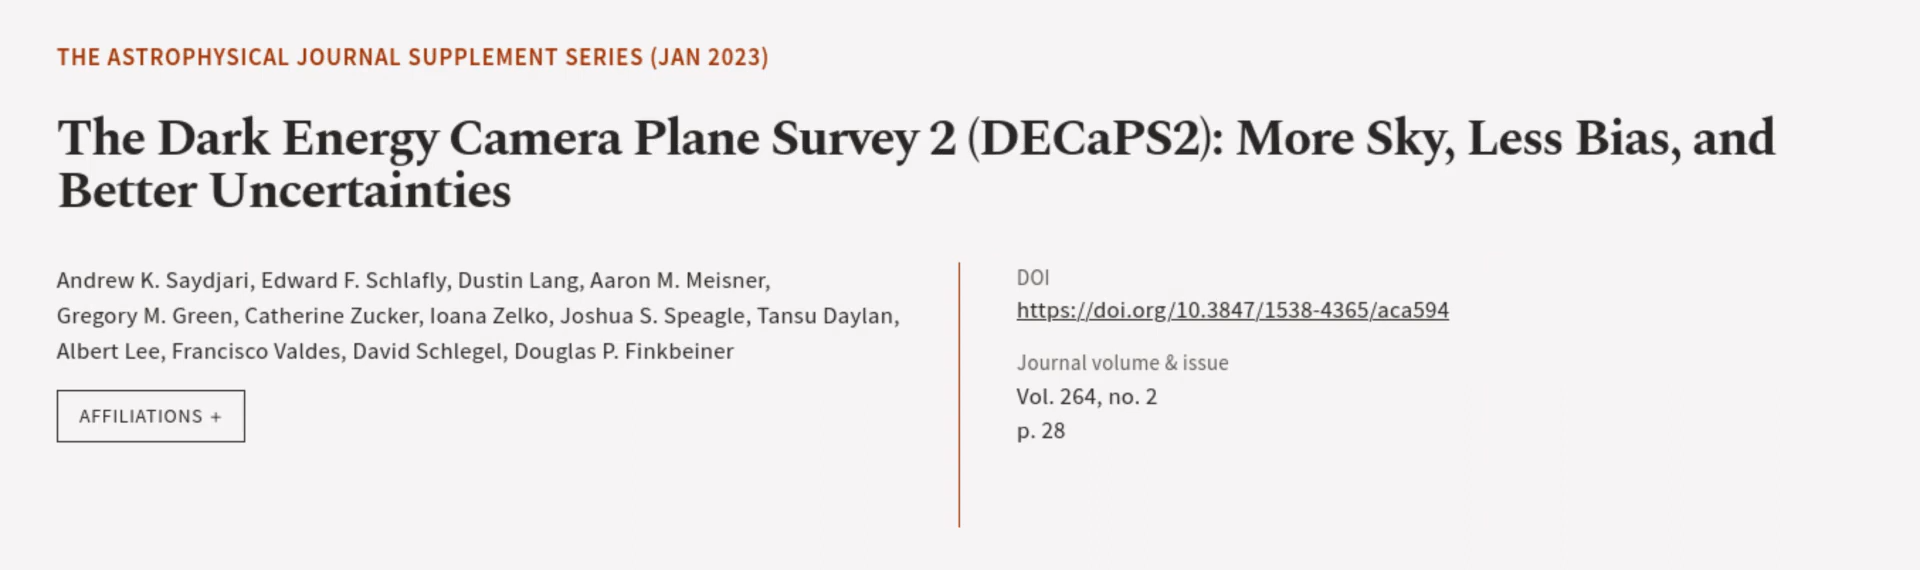 THE ASTROPHYSICAL JOURNAL SUPPLEMENT SERIES (JAN 2023)
The Dark Energy Camera Plane Survey 2 (DECaPS2): More Sky, Less Bias, and
Better Uncertainties
Andrew K. Saydjari, Edward F. Schlafly, Dustin Lang, Aaron M. Meisner,
Gregory M. Green, Catherine Zucker, Ioana Zelko, Joshua S. Speagle, Tansu Daylan,
Albert Lee, Francisco Valdes, David Schlegel, Douglas P. Finkbeiner
AFFILIATIONS +
DOI
https://doi.org/10.3847/1538-4365/aca594
Journal volume & issue
Vol. 264, no. 2
p. 28